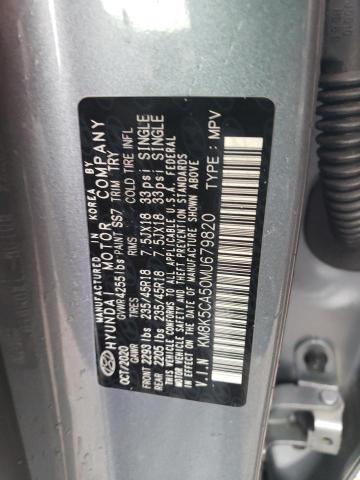 MANUFACTURED IN KOREA BY
HYUNDAI MOTOR COMPANY
OCT/2020 GVWR4255 lbs PAINT SS7 TRIM TRY
GAWR TIRES RIMS COLD TIRE INFL
FRONT 2293 lbs 235/45R18 7.5JX18 33psi SINGLE
REAR 2205 lbs 235/45R18 7.5JX18 33psi SINGLE
THIS VEHICLE CONFORMS TO ALL APPLICABLE U.S.A. FEDERAL
MOTOR VEHICLE SAFETY AND THEFT PREVENTION STANDARDS
IN EFFECT ON THE DATE OF MANUFACTURE SHOWN ABOVE.
V.I.N KM8K5CA50MU679820 TYPE: MPV